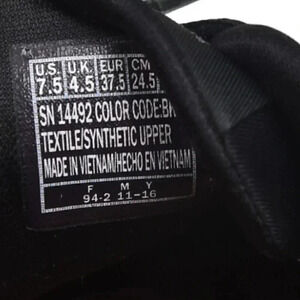 U.S. U.K EUR CM
7.5 4.5 37.5 24.5
SN 14492 COLOR CODE:BK
TEXTILE/SYNTHETIC UPPER
MADE IN VIETNAM/HECHO EN VIETNAM
F M Y
94-2 11-16